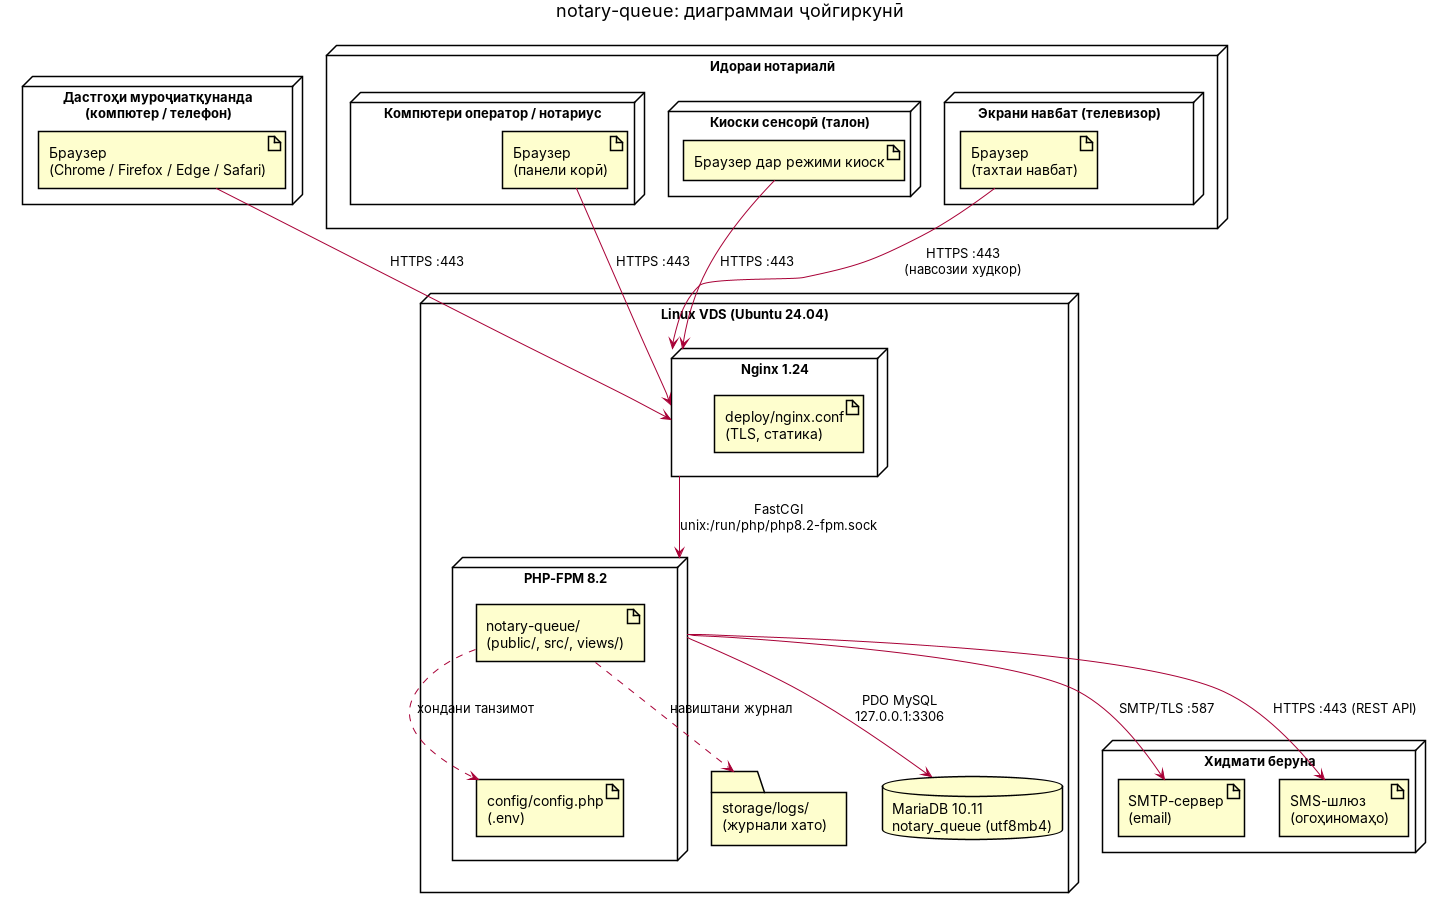 notary-queue: диаграммаи ҷойгиркунӣ
Идораи нотариалӣ
Дастгоҳи муроҷиатқунанда
(компютер / телефон)
Браузер
(Chrome / Firefox / Edge / Safari)
Компютери оператор / нотариус
Браузер
(панели корӣ)
Киоски сенсорӣ (талон)
Браузер дар режими киоск
Экрани навбат (телевизор)
Браузер
(тахтаи навбат)
HTTPS :443
HTTPS :443
HTTPS :443
HTTPS :443
(навсозии худкор)
Linux VDS (Ubuntu 24.04)
Nginx 1.24
deploy/nginx.conf
(TLS, статика)
FastCGI
unix:/run/php/php8.2-fpm.sock
PHP-FPM 8.2
notary-queue/
(public/, src/, views/)
хондани танзимот
навиштани журнал
PDO MySQL
127.0.0.1:3306
SMTP/TLS :587
HTTPS :443 (REST API)
config/config.php
(.env)
storage/logs/
(журнали хато)
MariaDB 10.11
notary_queue (utf8mb4)
Хидмати беруна
SMTP-сервер
(email)
SMS-шлюз
(огоҳиномаҳо)